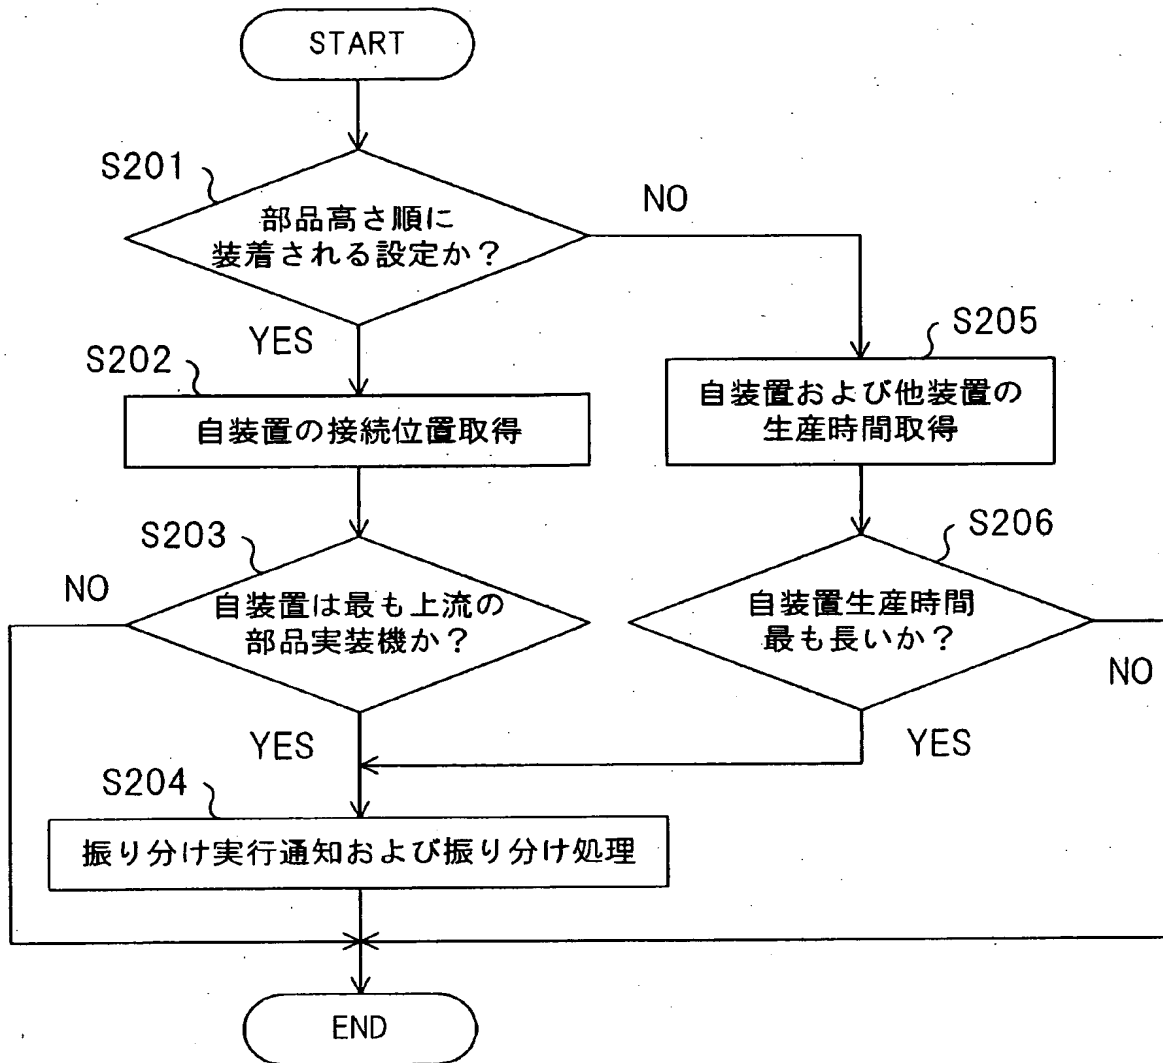 START
S201
部品高さ順に
装着される設定か？
NO
YES
S202
自装置の接続位置取得
S205
自装置および他装置の
生産時間取得
S203
NO
自装置は最も上流の
部品実装機か？
YES
S206
自装置生産時間
最も長いか？
NO
YES
S204
振り分け実行通知および振り分け処理
END